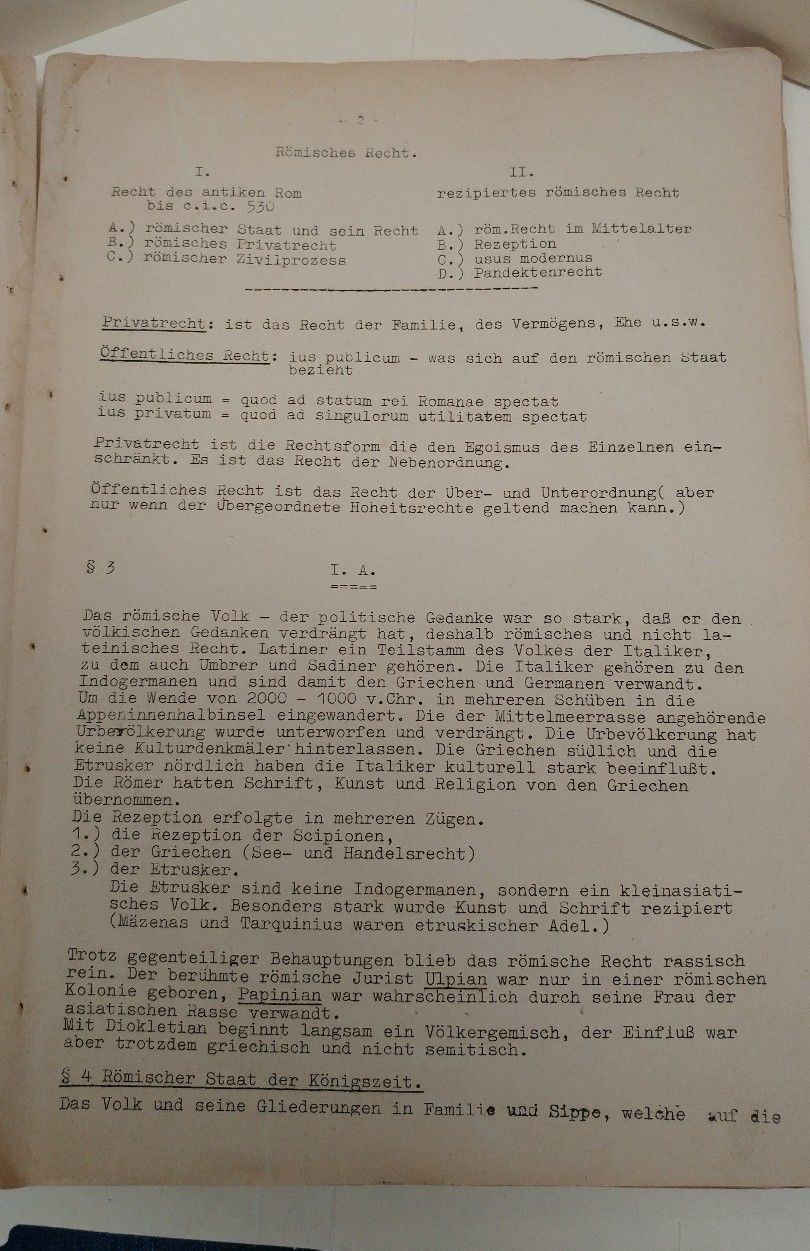 - 2 -
Römisches Recht.
I. II.
Recht des antiken Rom rezipiertes römisches Recht
bis c.i.c. 530
A.) römischer Staat und sein Recht A.) röm.Recht im Mittelalter
B.) römisches Privatrecht B.) Rezeption
C.) römischer Zivilprozess C.) usus modernus
D.) Pandektenrecht
Privatrecht: ist das Recht der Familie, des Vermögens, Ehe u.s.w.
Öffentliches Recht: ius publicum - was sich auf den römischen Staat
bezieht
ius publicum = quod ad statum rei Romanae spectat
ius privatum = quod ad singulorum utilitatem spectat
Privatrecht ist die Rechtsform die den Egoismus des Einzelnen ein-
schränkt. Es ist das Recht der Nebenordnung.
Öffentliches Recht ist das Recht der Über- und Unterordnung( aber
nur wenn der Übergeordnete Hoheitsrechte geltend machen kann.)
§ 3 I. A.
=====
Das römische Volk - der politische Gedanke war so stark, daß er den
völkischen Gedanken verdrängt hat, deshalb römisches und nicht la-
teinisches Recht. Latiner ein Teilstamm des Volkes der Italiker,
zu dem auch Umbrer und Sadiner gehören. Die Italiker gehören zu den
Indogermanen und sind damit den Griechen und Germanen verwandt.
Um die Wende von 2000 - 1000 v.Chr. in mehreren Schüben in die
Appeninnenhalbinsel eingewandert. Die der Mittelmeerrasse angehörende
Urbevölkerung wurde unterworfen und verdrängt. Die Urbevölkerung hat
keine Kulturdenkmäler hinterlassen. Die Griechen südlich und die
Etrusker nördlich haben die Italiker kulturell stark beeinflußt.
Die Römer hatten Schrift, Kunst und Religion von den Griechen
übernommen.
Die Rezeption erfolgte in mehreren Zügen.
1.) die Rezeption der Scipionen,
2.) der Griechen (See- und Handelsrecht)
3.) der Etrusker.
Die Etrusker sind keine Indogermanen, sondern ein kleinasiati-
sches Volk. Besonders stark wurde Kunst und Schrift rezipiert
(Mäzenas und Tarquinius waren etruskischer Adel.)
Trotz gegenteiliger Behauptungen blieb das römische Recht rassisch
rein. Der berühmte römische Jurist Ulpian war nur in einer römischen
Kolonie geboren, Papinian war wahrscheinlich durch seine Frau der
asiatischen Rasse verwandt.
Mit Diokletian beginnt langsam ein Völkergemisch, der Einfluß war
aber trotzdem griechisch und nicht semitisch.
§ 4 Römischer Staat der Königszeit.
Das Volk und seine Gliederungen in Familie und Sippe, welche auf die